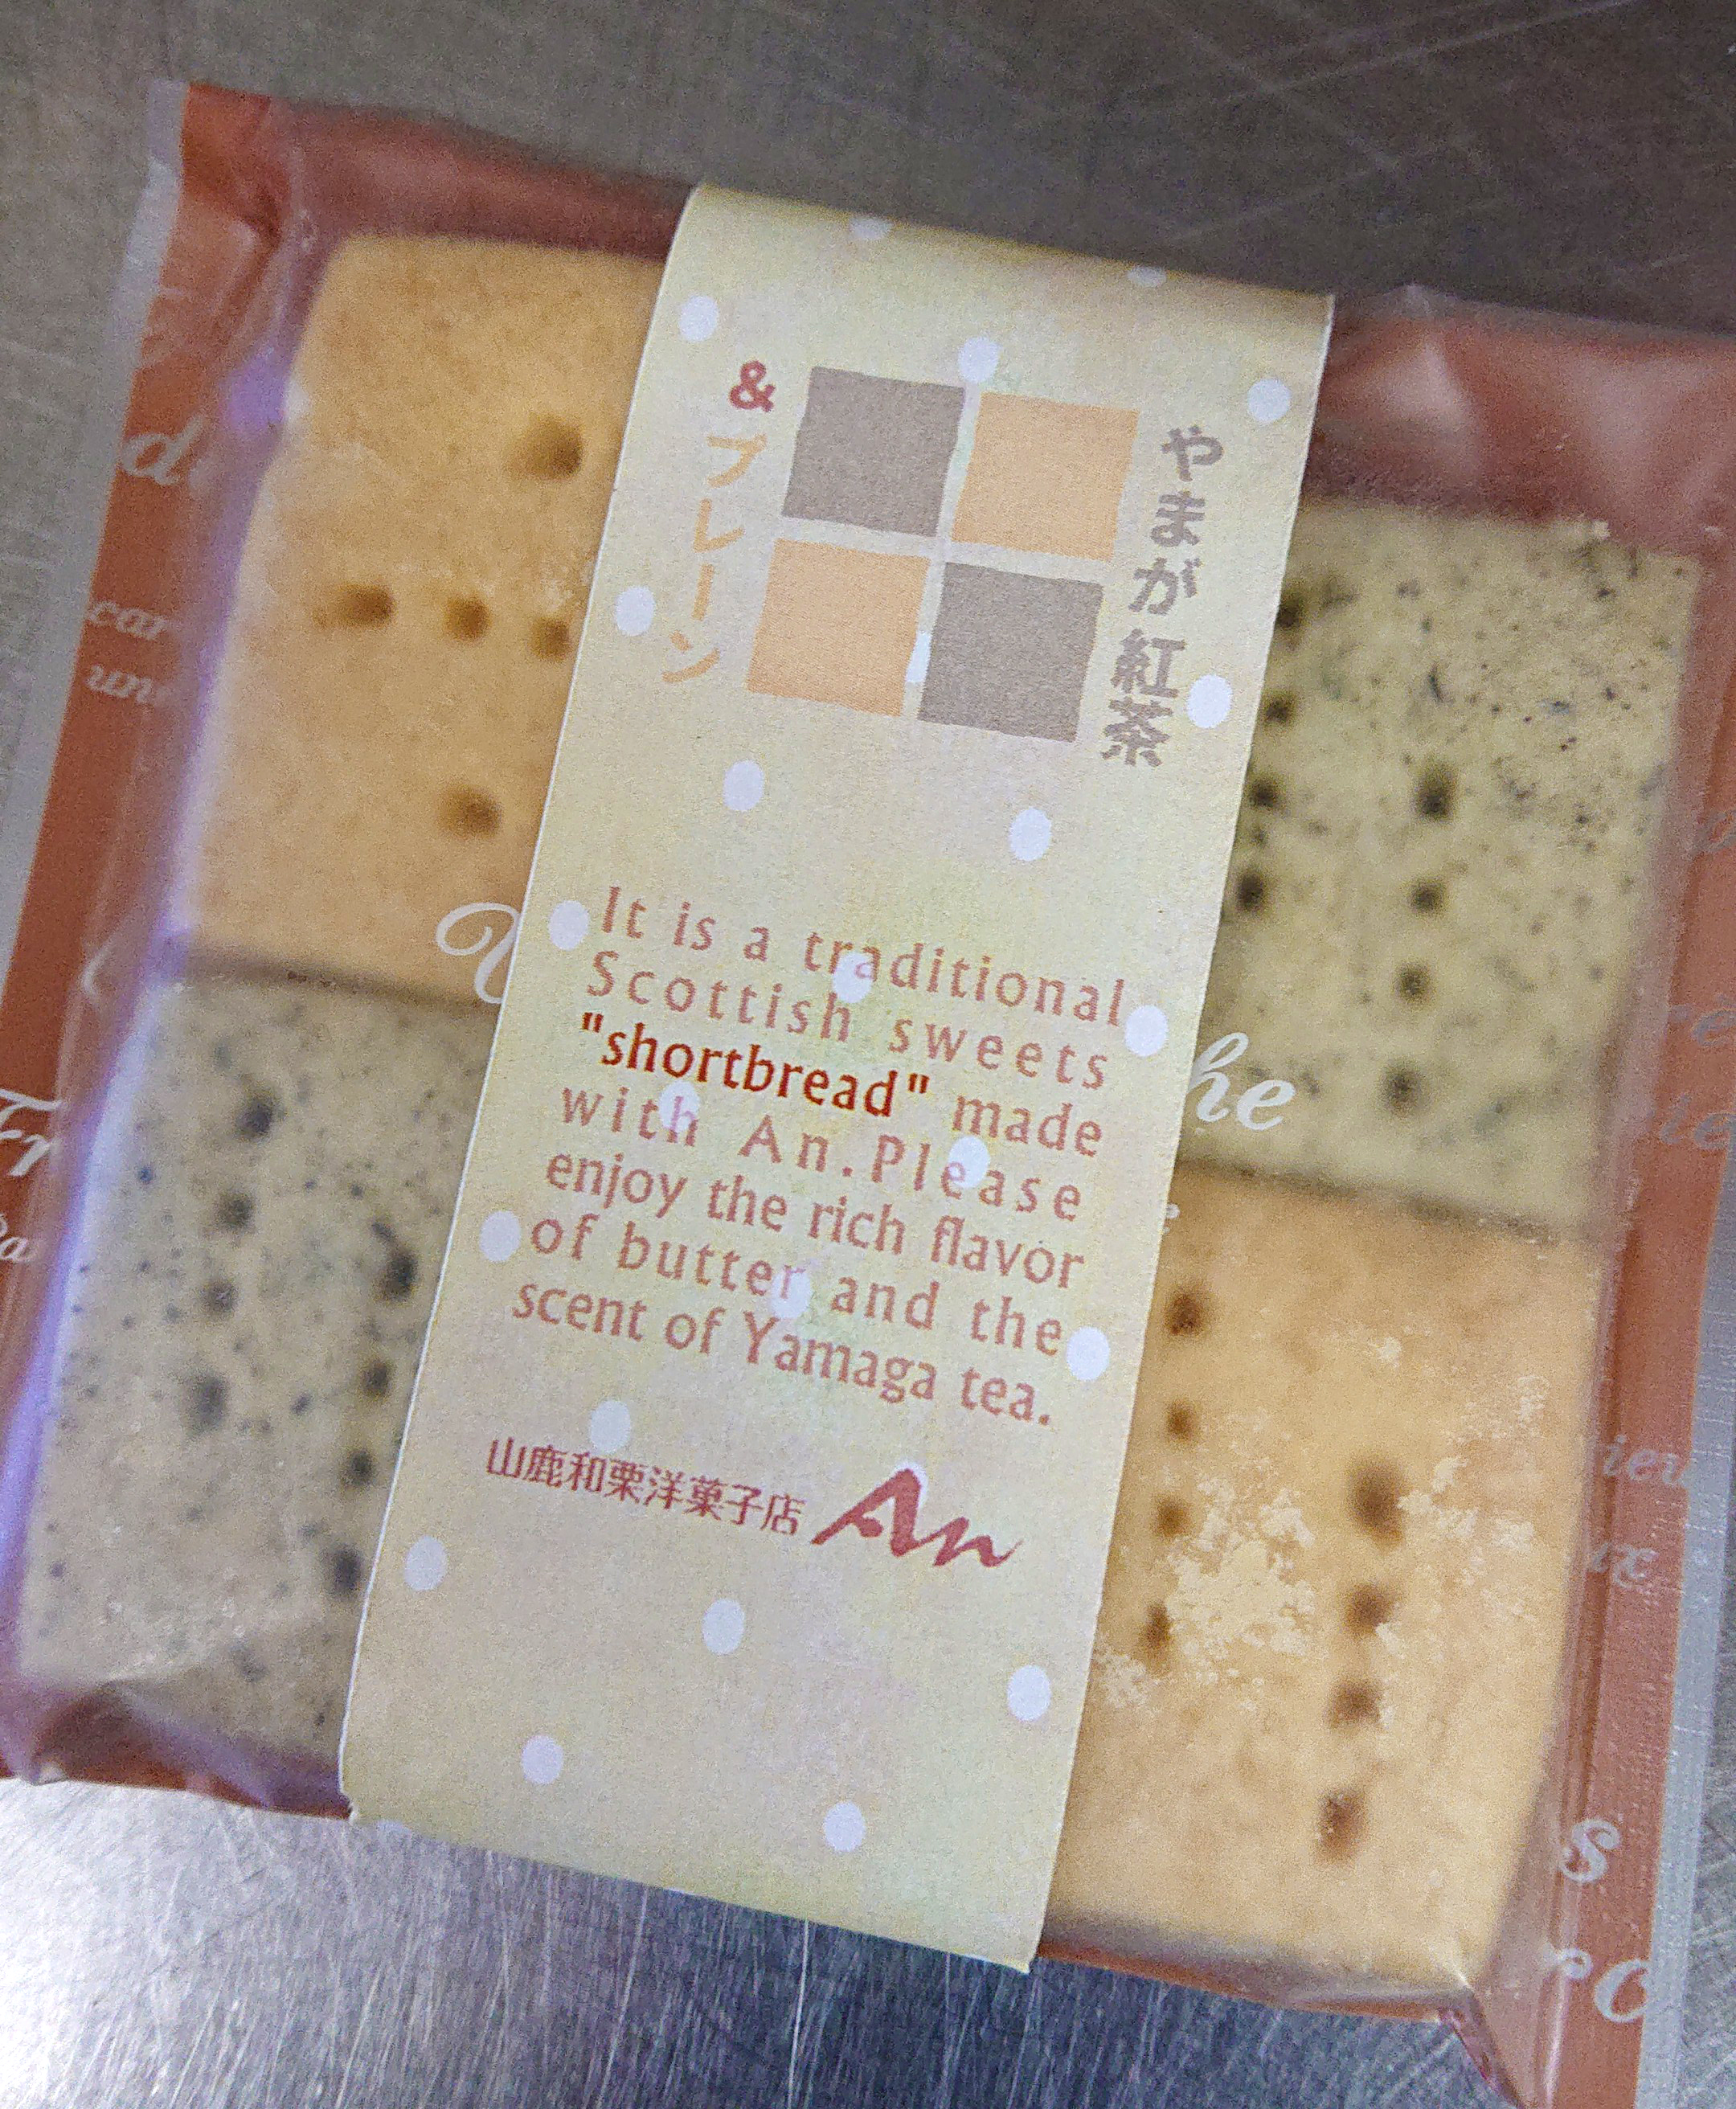 やまが紅茶
&プレーン
It is a traditional
Scottish sweets
"shortbread" made
with An.Please
enjoy the rich flavor
of butter and the
scent of Yamaga tea.
山鹿和栗洋菓子店 An